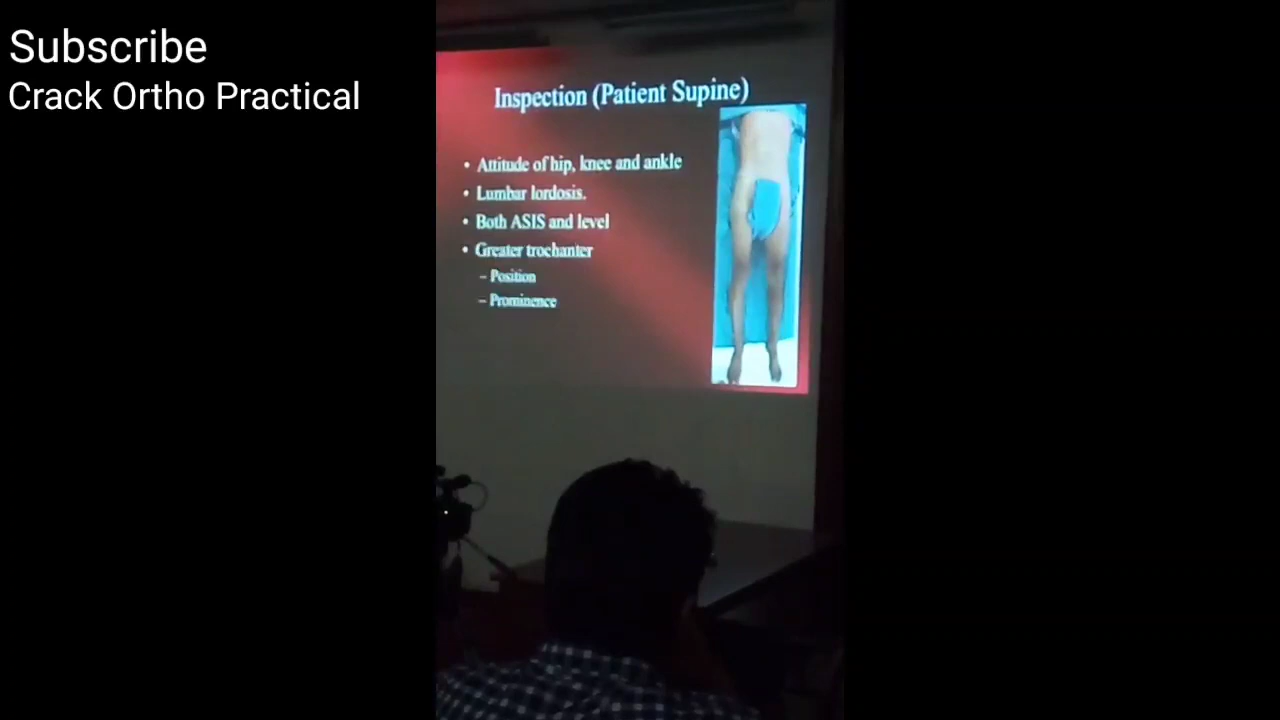 Subscribe
Crack Ortho Practical
Inspection (Patient Supine)
• Attitude of hip, knee and ankle
• Lumbar lordosis.
• Both ASIS and level
• Greater trochanter
– Position
– Prominence